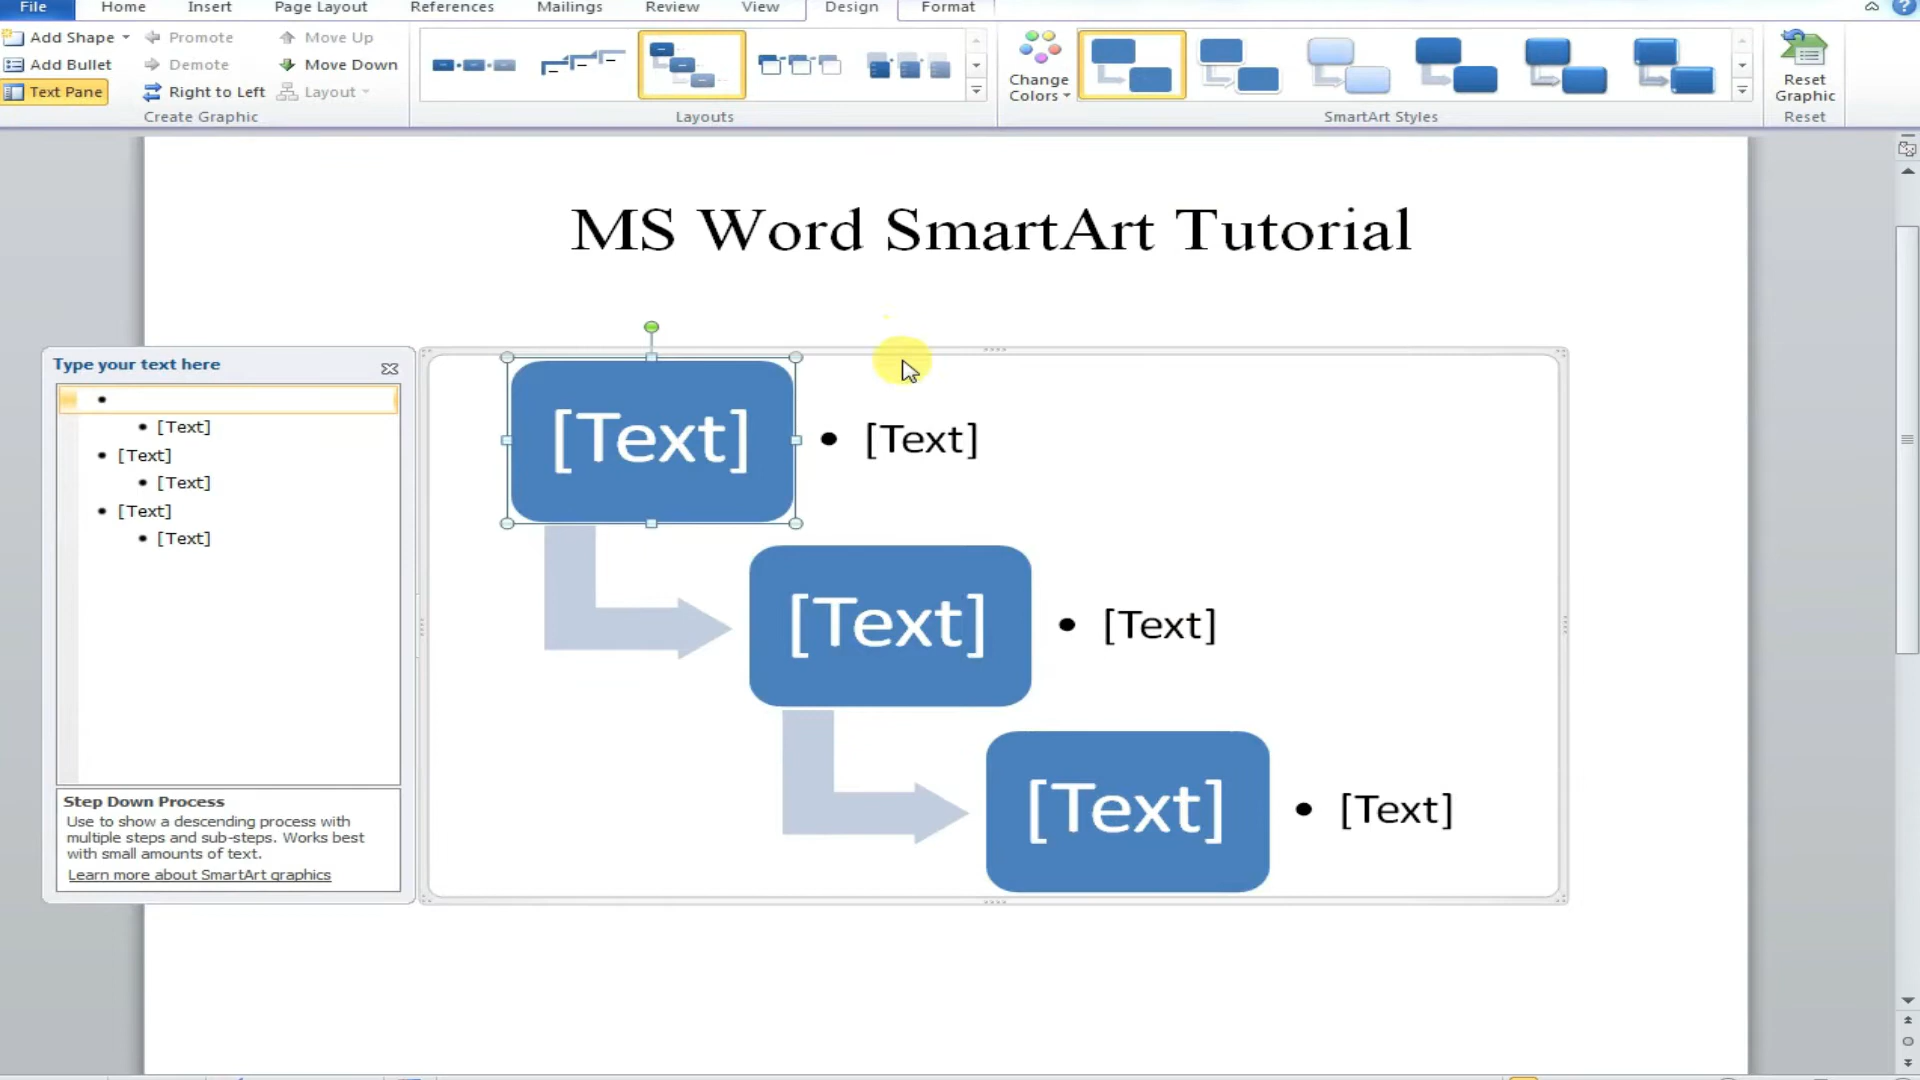 File Home Insert Page Layout References Mailings Review View Design Format
Add Shape Promote Move Up
Add Bullet Demote Move Down
Text Pane Right to Left Layout
Create Graphic
Layouts
Change
Colors
SmartArt Styles
Reset
Graphic
Reset
MS Word SmartArt Tutorial
Type your text here
[Text]
[Text]
[Text]
[Text]
[Text]
Step Down Process
Use to show a descending process with
multiple steps and sub-steps. Works best
with small amounts of text.
Learn more about SmartArt graphics
[Text] • [Text]
[Text] • [Text]
[Text] • [Text]